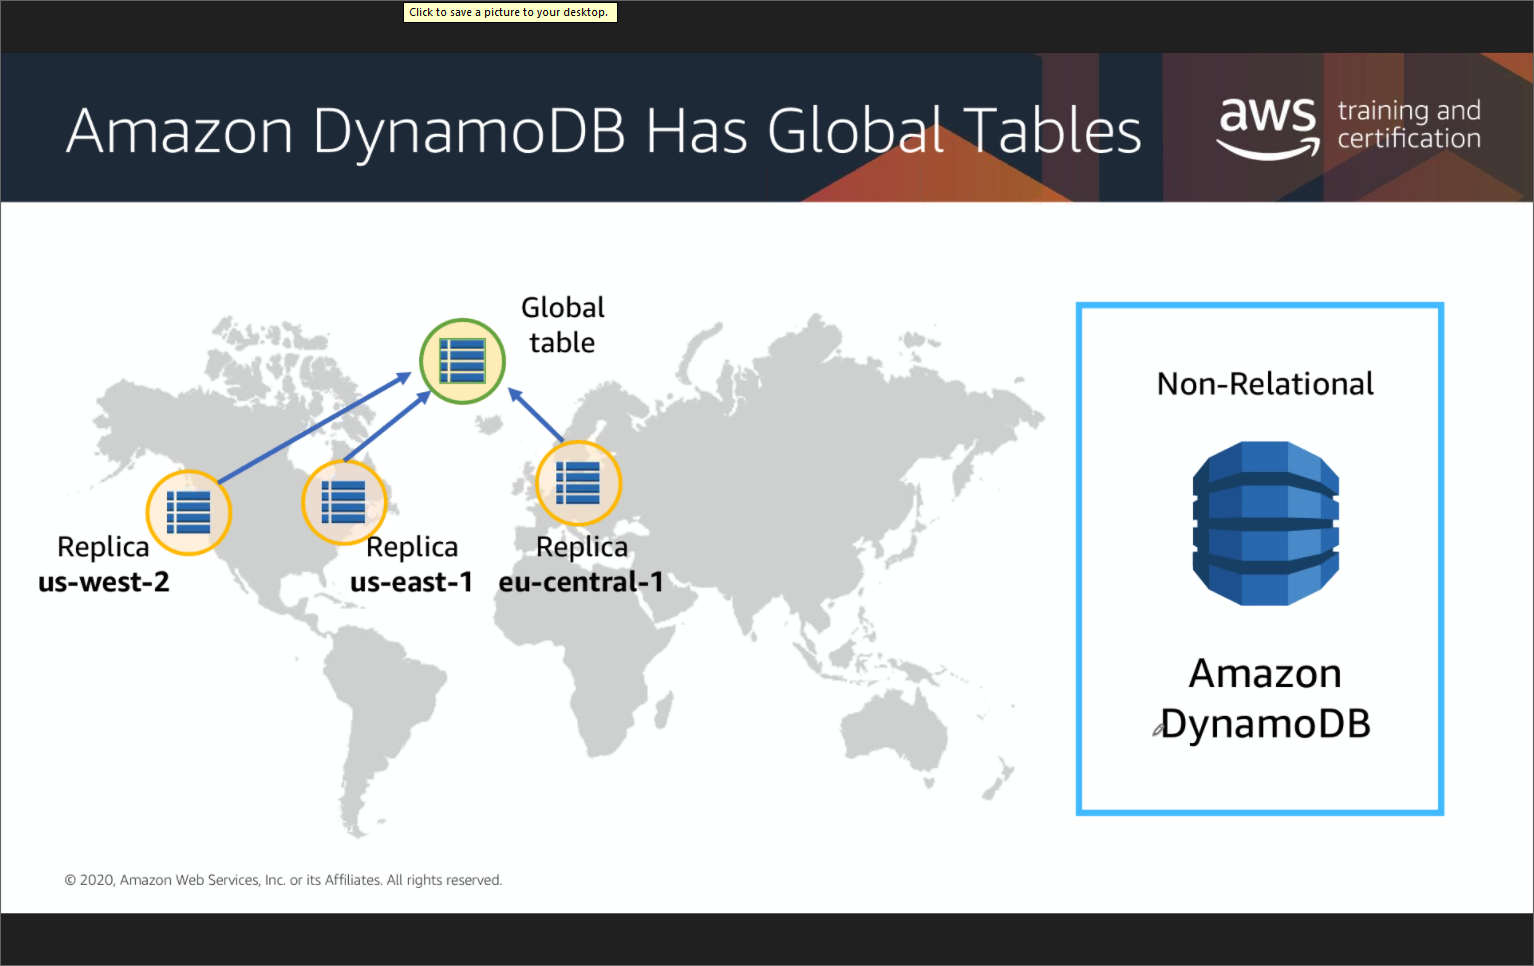 Click to save a picture to your desktop.
Amazon DynamoDB Has Global Tables
aws
training and
certification
Global
table
Replica
us-west-2
Replica
us-east-1
Replica
eu-central-1
Non-Relational
Amazon
DynamoDB
© 2020, Amazon Web Services, Inc. or its Affiliates. All rights reserved.